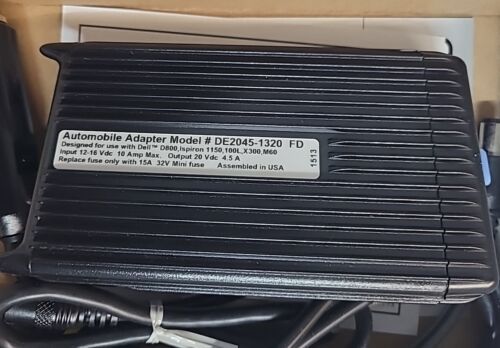 Automobile Adapter Model # DE2045-1320 FD
Designed for use with Dell™ D800,Ispiron 1150,100L,X300,M60
Input 12-16 Vdc 10 Amp Max. Output 20 Vdc 4.5 A
Replace fuse only with 15A 32V Mini fuse Assembled in USA
1513